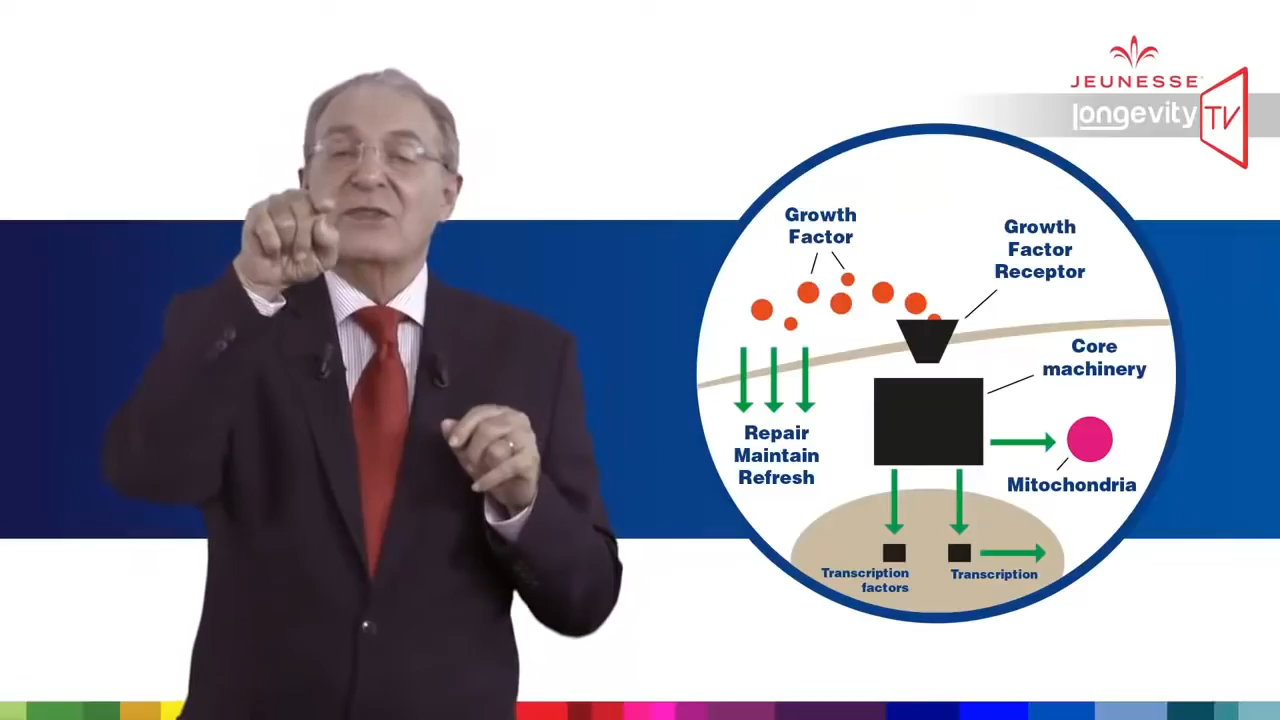 JEUNESSE
longevity TV
Growth
Factor
Growth
Factor
Receptor
Core
machinery
Repair
Maintain
Refresh
Mitochondria
Transcription
factors
Transcription